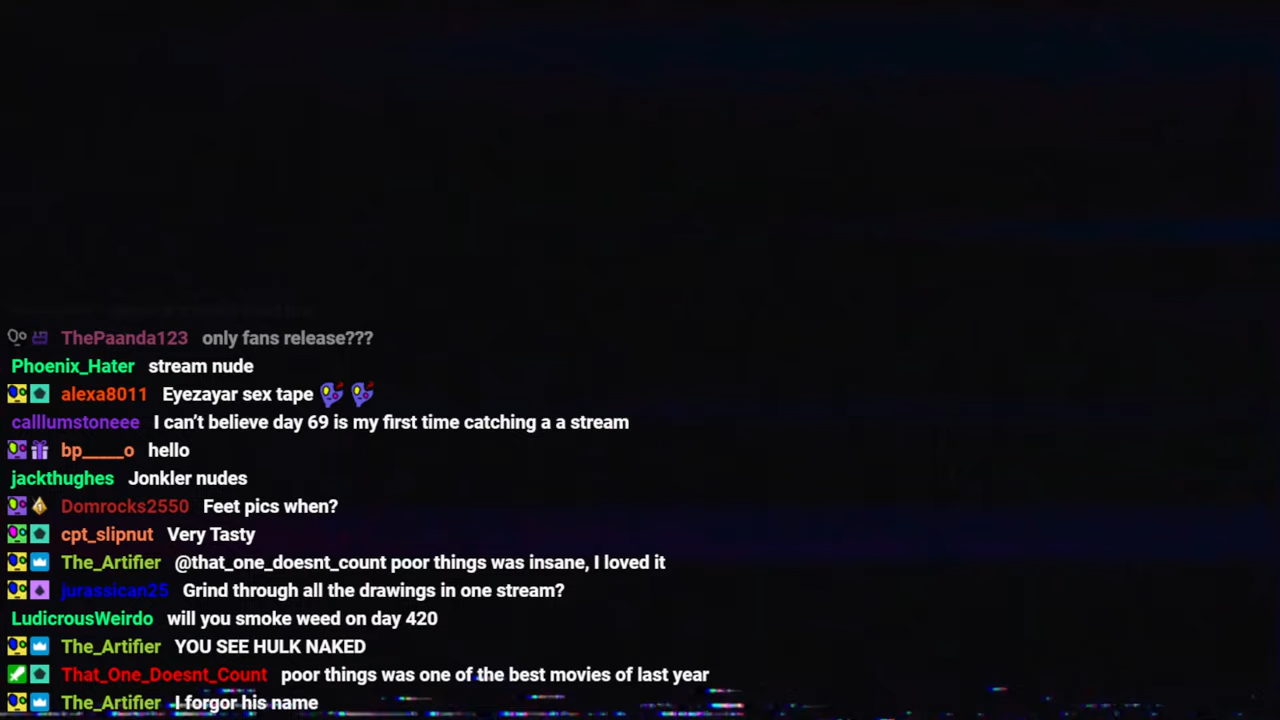 ThePaanda123 only fans release???
Phoenix_Hater stream nude
alexa8011 Eyezayar sex tape
calllumstoneee I can't believe day 69 is my first time catching a a stream
bp_____o hello
jackthughes Jonkler nudes
Domrocks2550 Feet pics when?
cpt_slipnut Very Tasty
The_Artifier @that_one_doesnt_count poor things was insane, I loved it
jurassican25 Grind through all the drawings in one stream?
LudicrousWeirdo will you smoke weed on day 420
The_Artifier YOU SEE HULK NAKED
That_One_Doesnt_Count poor things was one of the best movies of last year
The_Artifier I forgor his name